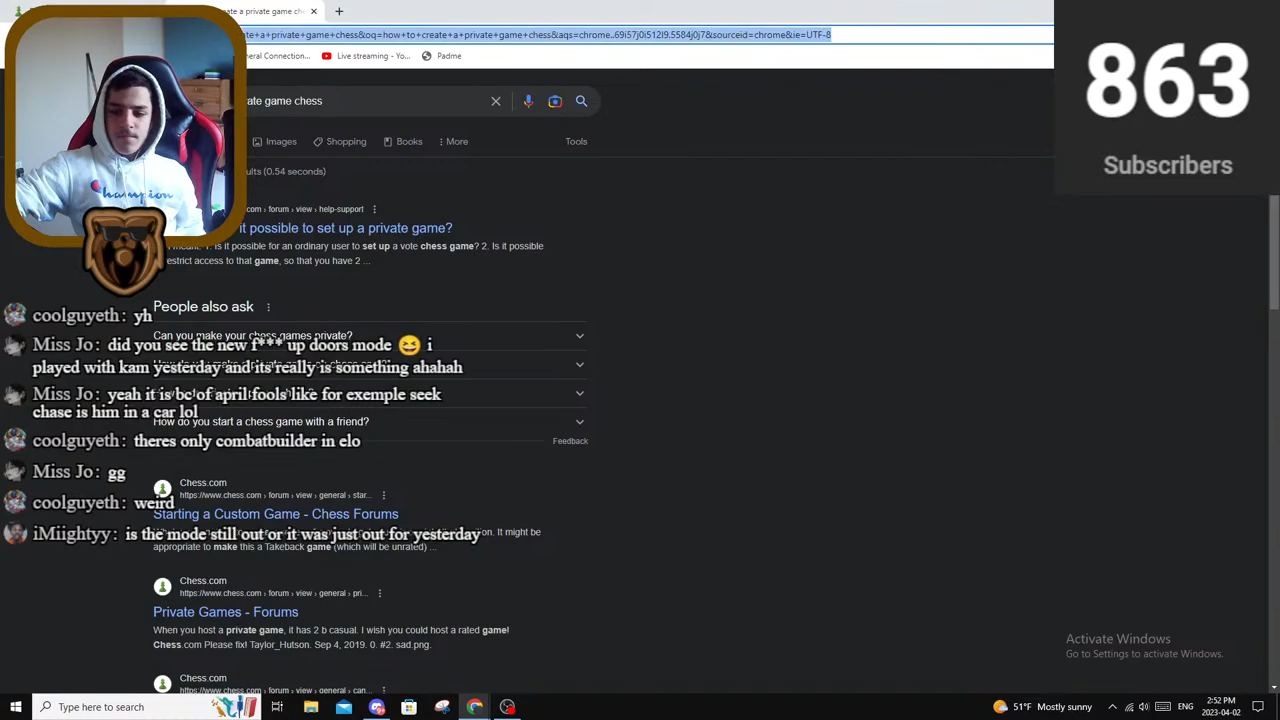 te a private game che
ate+a+private+game+chess&oq=how+to+create+a+private+game+chess&aqs=chrome..69i57j0i512l9.5584j0j7&sourceid=chrome&ie=UTF-8
neral Connection...
Live streaming - Yo...
Padme
863
Subscribers
ate game chess
Images
Shopping
Books
More
Tools
ults (0.54 seconds)
Champion
com › forum › view › help-support
it possible to set up a private game?
meant. 1. Is it possible for an ordinary user to set up a vote chess game? 2. Is it possible
restrict access to that game, so that you have 2 ...
People also ask
coolguyeth: yh
Can you make your chess games private?
Miss Jo: did you see the new f*** up doors mode 😆 i
played with kam yesterday and its really is something ahahah
Miss Jo: yeah it is bc of april fools like for exemple seek
chase is him in a car lol
How do you start a chess game with a friend?
coolguyeth: theres only combatbuilder in elo
Feedback
Miss Jo: gg
Chess.com
https://www.chess.com › forum › view › general › star...
coolguyeth: weird
Starting a Custom Game - Chess Forums
iMiightyy: is the mode still out or it was just out for yesterday
on. It might be
appropriate to make this a Takeback game (which will be unrated) ...
Chess.com
https://www.chess.com › forum › view › general › pri...
Private Games - Forums
When you host a private game, it has 2 b casual. I wish you could host a rated game!
Chess.com Please fix! Taylor_Hutson. Sep 4, 2019. 0. #2. sad.png.
Chess.com
https://www.chess.com › forum › view › general › can...
Activate Windows
Go to Settings to activate Windows.
Type here to search
51°F Mostly sunny
ENG
2:52 PM
2023-04-02